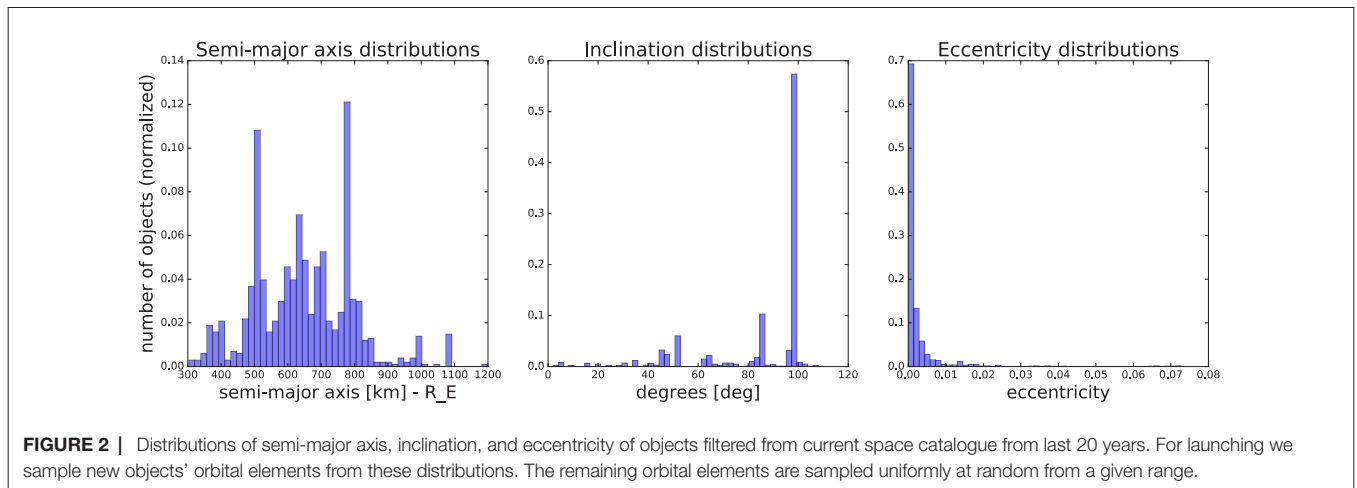 Semi-major axis distributions
number of objects (normalized)
0.14
0.12
0.10
0.08
0.06
0.04
0.02
0.00
300 400 500 600 700 800 900 1000 1100 1200
semi-major axis [km] - R_E
Inclination distributions
0.6
0.5
0.4
0.3
0.2
0.1
0.0
0 20 40 60 80 100 120
degrees [deg]
Eccentricity distributions
0.7
0.6
0.5
0.4
0.3
0.2
0.1
0.0
0.00 0.01 0.02 0.03 0.04 0.05 0.06 0.07 0.08
eccentricity
FIGURE 2 | Distributions of semi-major axis, inclination, and eccentricity of objects filtered from current space catalogue from last 20 years. For launching we
sample new objects' orbital elements from these distributions. The remaining orbital elements are sampled uniformly at random from a given range.